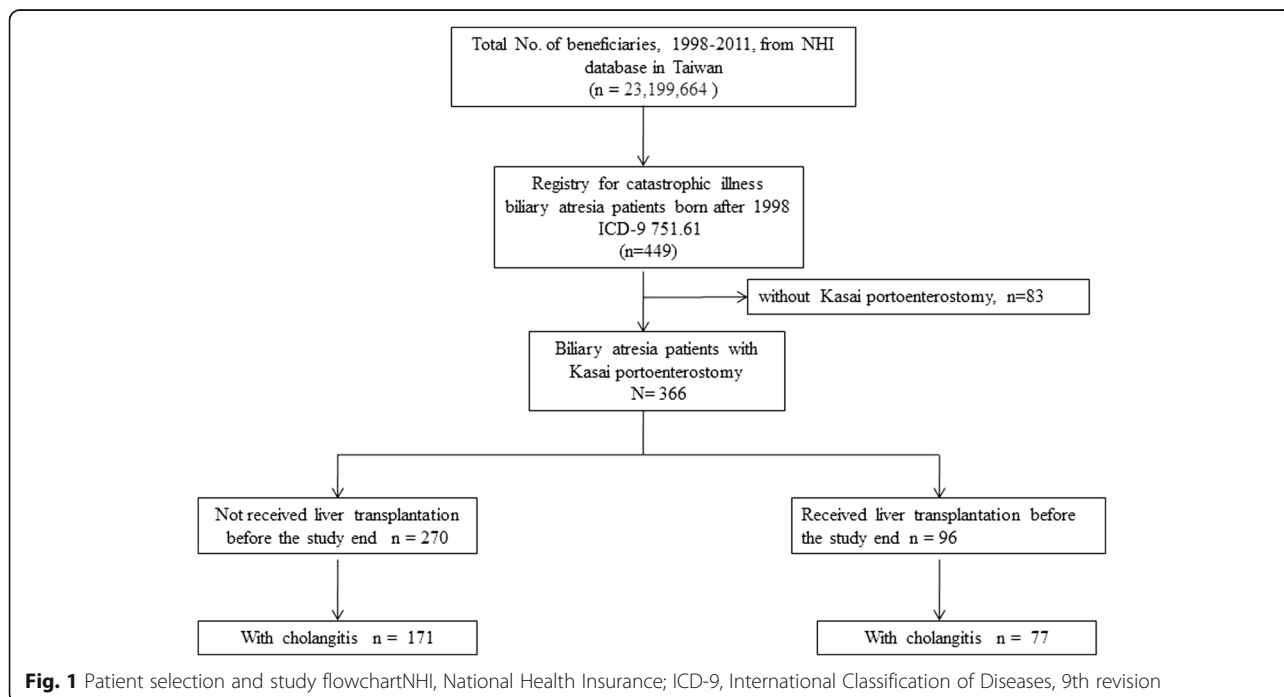 Total No. of beneficiaries, 1998-2011, from NHI
database in Taiwan
(n = 23,199,664 )
Registry for catastrophic illness
biliary atresia patients born after 1998
ICD-9 751.61
(n=449)
without Kasai portoenterostomy, n=83
Biliary atresia patients with
Kasai portoenterostomy
N= 366
Not received liver transplantation
before the study end n = 270
Received liver transplantation before
the study end n = 96
With cholangitis n = 171
With cholangitis n = 77
Fig. 1 Patient selection and study flowchartNHI, National Health Insurance; ICD-9, International Classification of Diseases, 9th revision